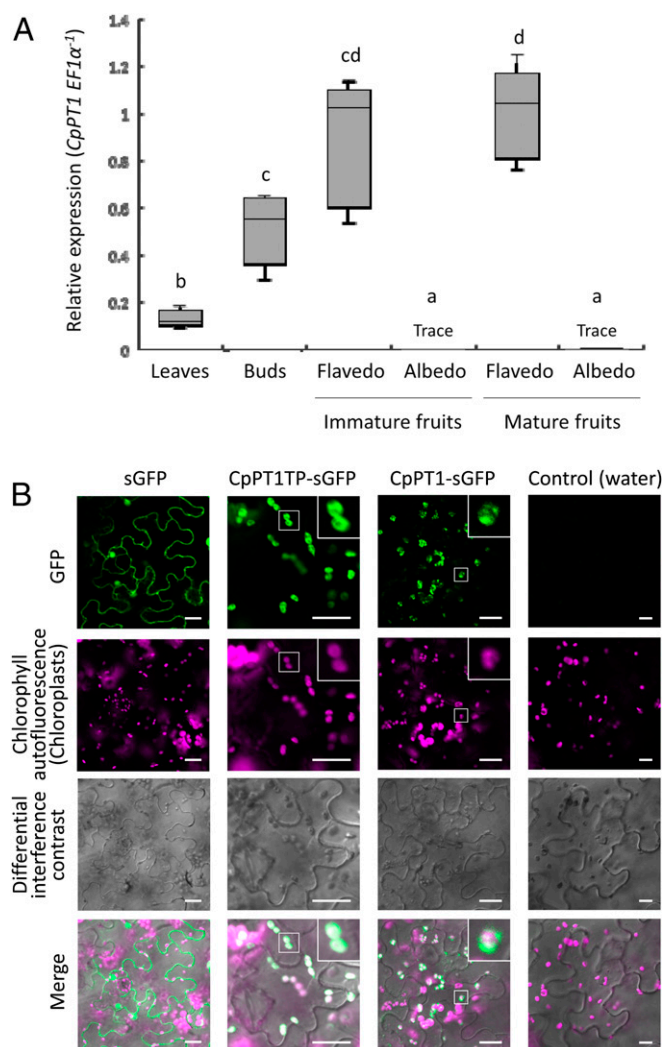 A
Relative expression (CpPT1 EF1α⁻¹)
1.4
1.2
1
0.8
0.6
0.4
0.2
0
b
c
cd
a
d
a
Trace
Trace
Leaves
Buds
Flavedo
Albedo
Flavedo
Albedo
Immature fruits
Mature fruits
B
sGFP
CpPT1TP-sGFP
CpPT1-sGFP
Control (water)
GFP
Chlorophyll
autofluorescence
(Chloroplasts)
Differential
interference
contrast
Merge